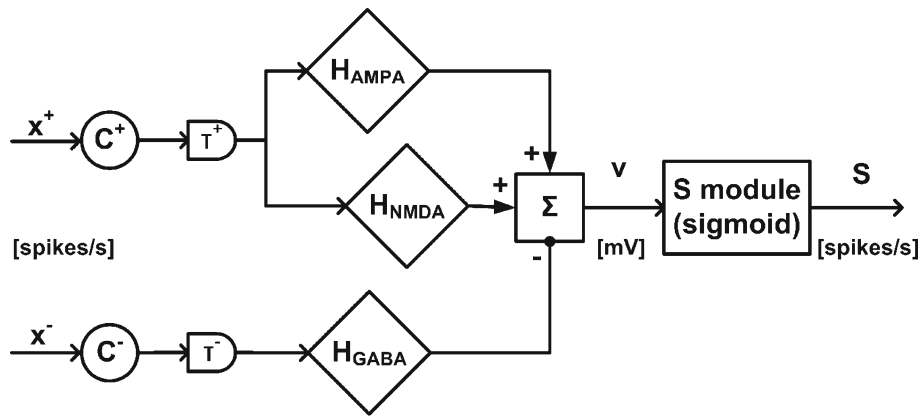 x⁺
C⁺
T⁺
H_AMPA
H_NMDA
+
+
Σ
-
v
[mV]
S module
(sigmoid)
S
[spikes/s]
[spikes/s]
x⁻
C⁻
T⁻
H_GABA